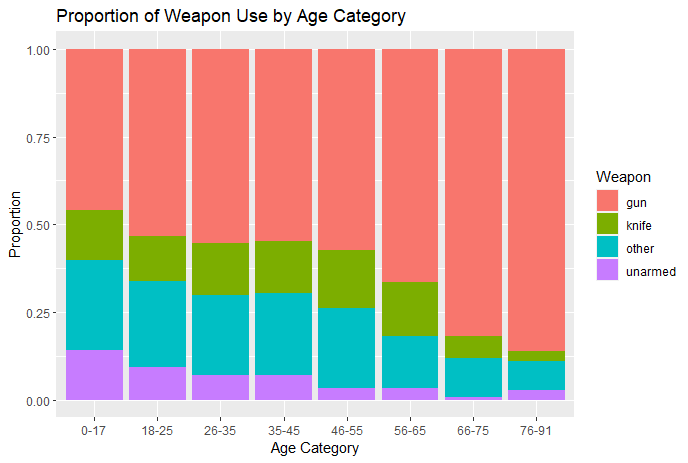 Proportion of Weapon Use by Age Category
1.00
0.75
0.50
0.25
0.00
Proportion
0-17 18-25 26-35 35-45 46-55 56-65 66-75 76-91
Age Category
Weapon
gun
knife
other
unarmed